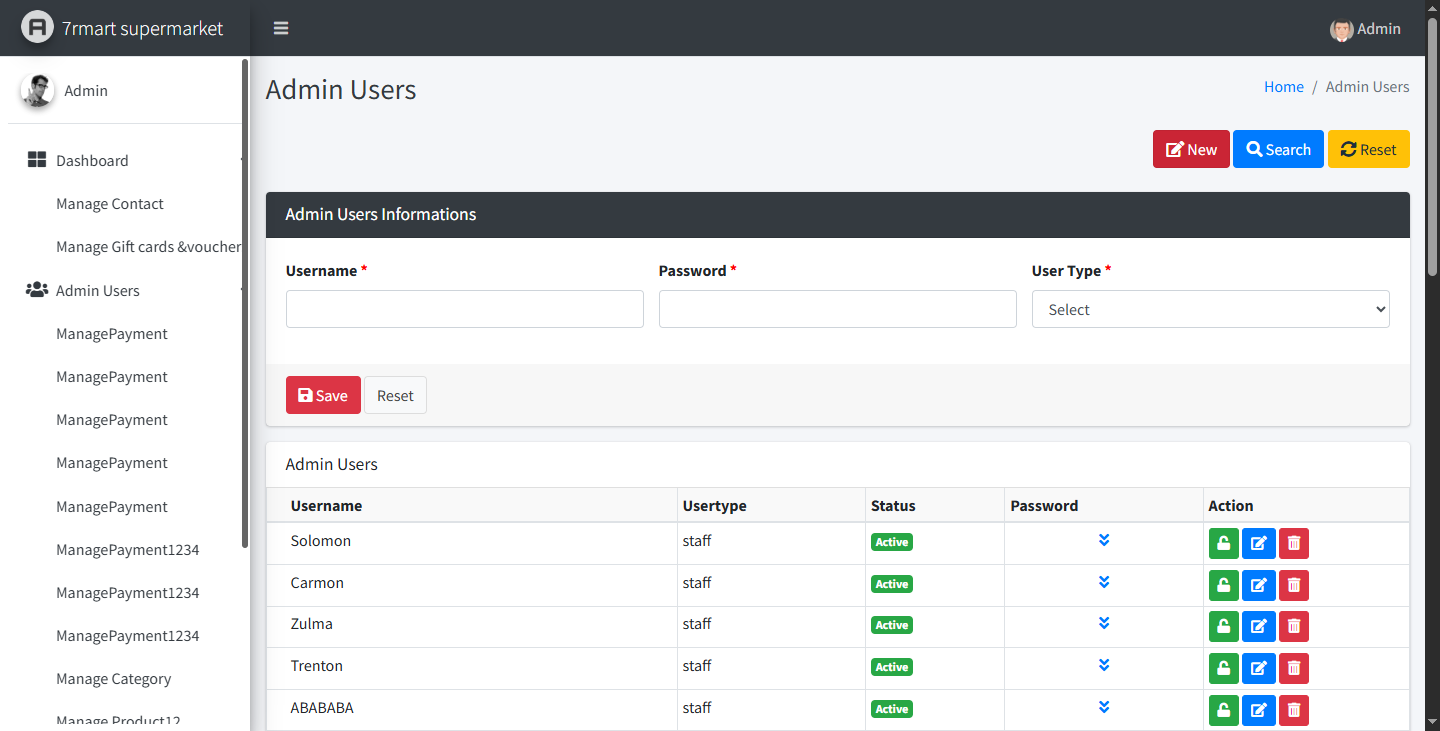 7rmart supermarket
Admin
Admin
Dashboard
Manage Contact
Manage Gift cards &voucher
Admin Users
ManagePayment
ManagePayment
ManagePayment
ManagePayment
ManagePayment
ManagePayment1234
ManagePayment1234
ManagePayment1234
Manage Category
Manage Product12
Admin Users
Home / Admin Users
New Search Reset
Admin Users Informations
Username * Password * User Type *
Select
Save Reset
Admin Users
Username Usertype Status Password Action
Solomon staff Active
Carmon staff Active
Zulma staff Active
Trenton staff Active
ABABABA staff Active